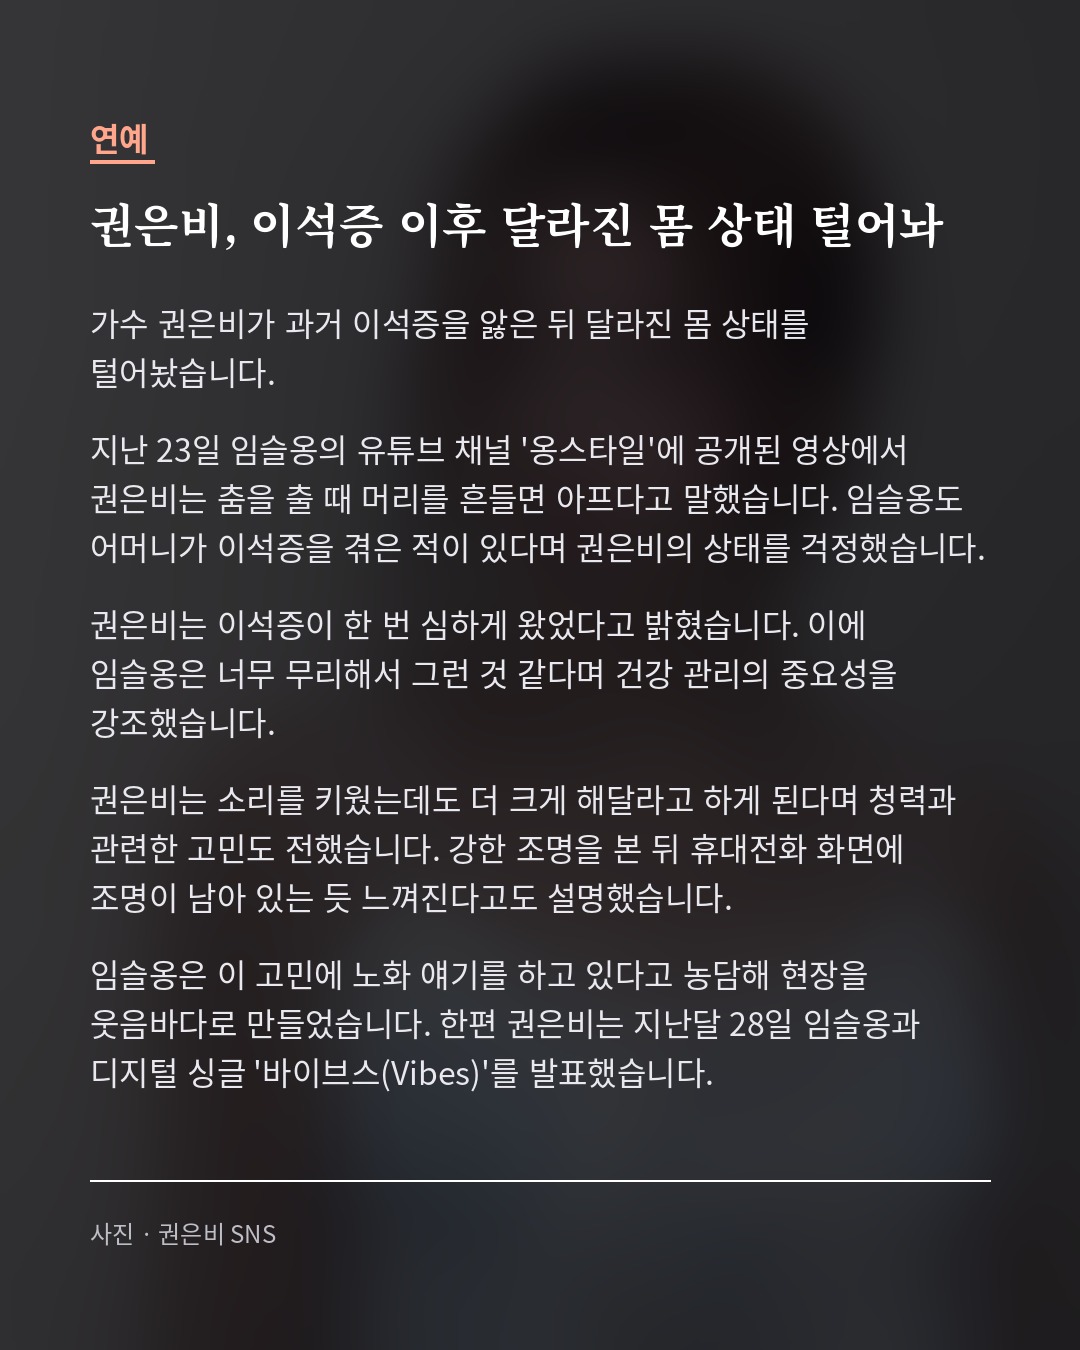 연예
권은비, 이석증 이후 달라진 몸 상태 털어놔
가수 권은비가 과거 이석증을 앓은 뒤 달라진 몸 상태를
털어놨습니다.
지난 23일 임슬옹의 유튜브 채널 '옹스타일'에 공개된 영상에서
권은비는 춤을 출 때 머리를 흔들면 아프다고 말했습니다. 임슬옹도
어머니가 이석증을 겪은 적이 있다며 권은비의 상태를 걱정했습니다.
권은비는 이석증이 한 번 심하게 왔었다고 밝혔습니다. 이에
임슬옹은 너무 무리해서 그런 것 같다며 건강 관리의 중요성을
강조했습니다.
권은비는 소리를 키웠는데도 더 크게 해달라고 하게 된다며 청력과
관련한 고민도 전했습니다. 강한 조명을 본 뒤 휴대전화 화면에
조명이 남아 있는 듯 느껴진다고도 설명했습니다.
임슬옹은 이 고민에 노화 얘기를 하고 있다고 농담해 현장을
웃음바다로 만들었습니다. 한편 권은비는 지난달 28일 임슬옹과
디지털 싱글 '바이브스(Vibes)'를 발표했습니다.
사진 · 권은비 SNS